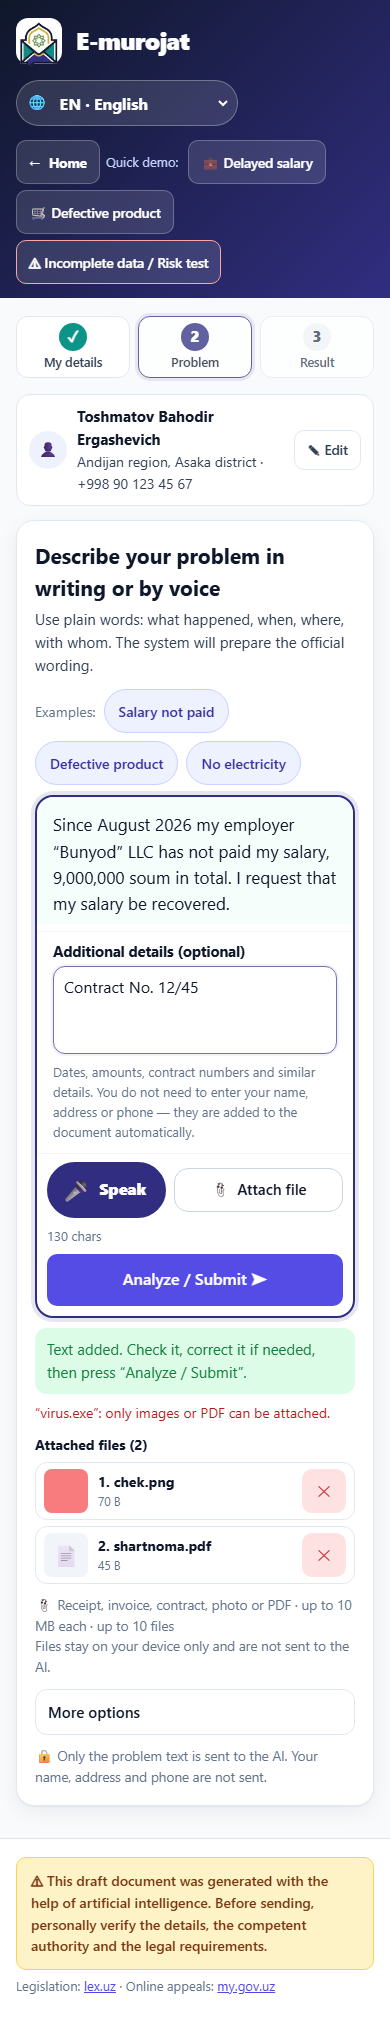 E-murojat
EN · English
← Home
Quick demo:
Delayed salary
Defective product
⚠ Incomplete data / Risk test
✓
My details
2
Problem
3
Result
Toshmatov Bahodir
Ergashevich
Andijan region, Asaka district ·
+998 90 123 45 67
Edit
Describe your problem in
writing or by voice
Use plain words: what happened, when, where,
with whom. The system will prepare the official
wording.
Examples:
Salary not paid
Defective product
No electricity
Since August 2026 my employer
“Bunyod” LLC has not paid my salary,
9,000,000 soum in total. I request that
my salary be recovered.
Additional details (optional)
Contract No. 12/45
Dates, amounts, contract numbers and similar
details. You do not need to enter your name,
address or phone — they are added to the
document automatically.
Speak
Attach file
130 chars
Analyze / Submit ➤
Text added. Check it, correct it if needed,
then press “Analyze / Submit”.
“virus.exe”: only images or PDF can be attached.
Attached files (2)
1. chek.png
70 B
2. shartnoma.pdf
45 B
Receipt, invoice, contract, photo or PDF · up to 10
MB each · up to 10 files
Files stay on your device only and are not sent to the
AI.
More options
Only the problem text is sent to the AI. Your
name, address and phone are not sent.
⚠ This draft document was generated with the
help of artificial intelligence. Before sending,
personally verify the details, the competent
authority and the legal requirements.
Legislation: lex.uz · Online appeals: my.gov.uz